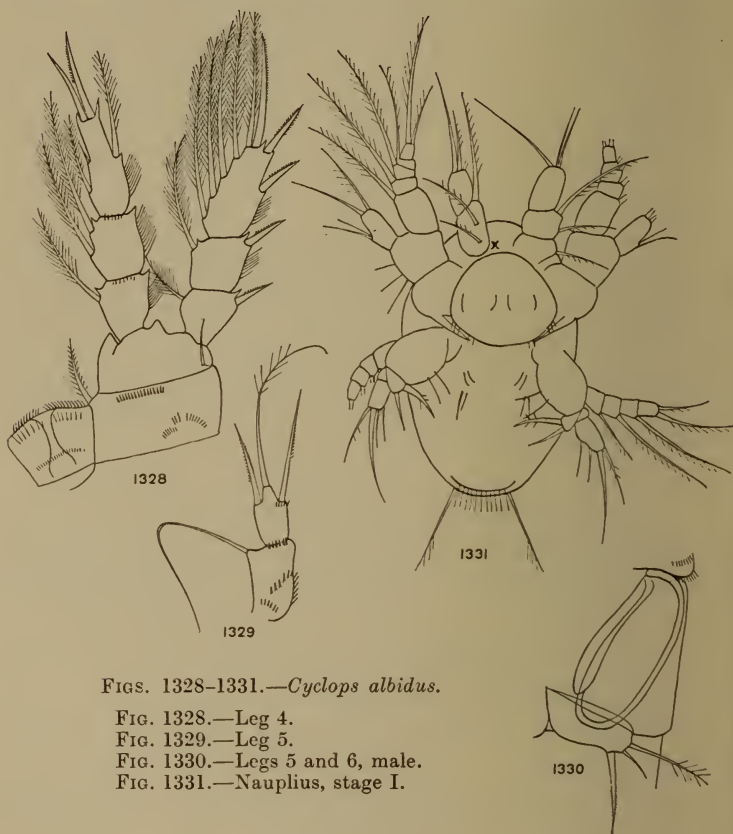 1328
x
1331
1329
FIGS. 1328-1331.—Cyclops albidus.
FIG. 1328.—Leg 4.
FIG. 1329.—Leg 5.
FIG. 1330.—Legs 5 and 6, male.
FIG. 1331.—Nauplius, stage I.
1330